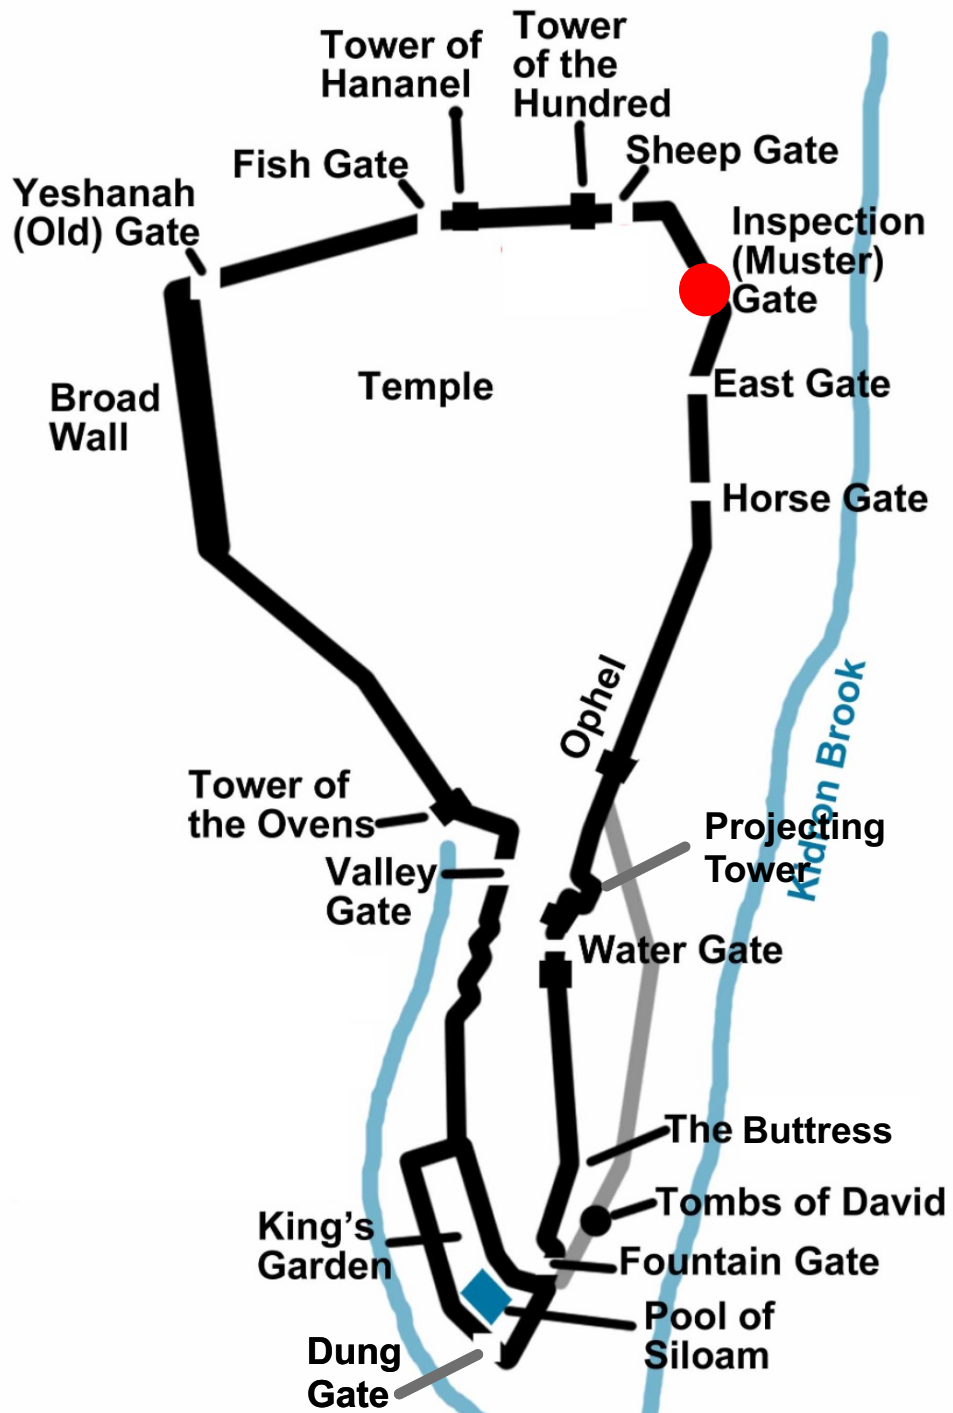 Tower of
Hananel
Tower
of the
Hundred
Fish Gate
Sheep Gate
Yeshanah
(Old) Gate
Inspection
(Muster)
Gate
Broad
Wall
Temple
East Gate
Horse Gate
Ophel
Kidron Brook
Tower of
the Ovens
Projecting
Tower
Valley
Gate
Water Gate
The Buttress
Tombs of David
King's
Garden
Fountain Gate
Pool of
Siloam
Dung
Gate